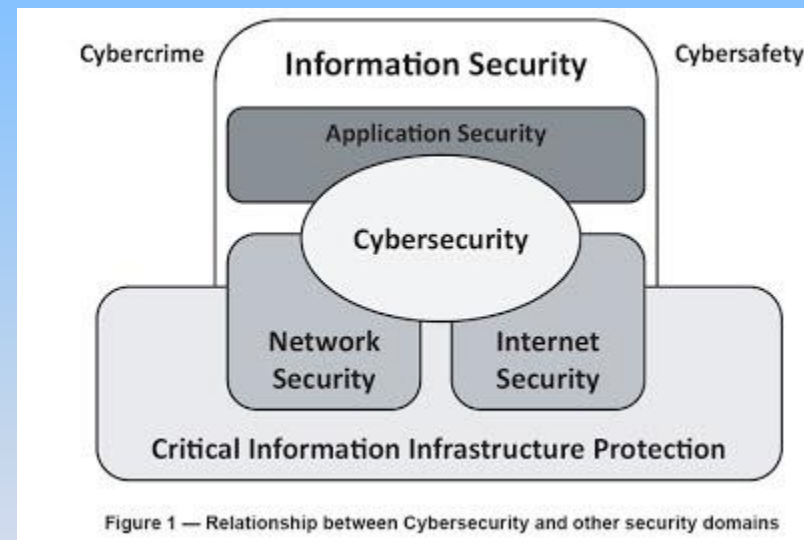 Cybercrime
Information Security
Cybersafety
Application Security
Cybersecurity
Network
Security
Internet
Security
Critical Information Infrastructure Protection
Figure 1 — Relationship between Cybersecurity and other security domains